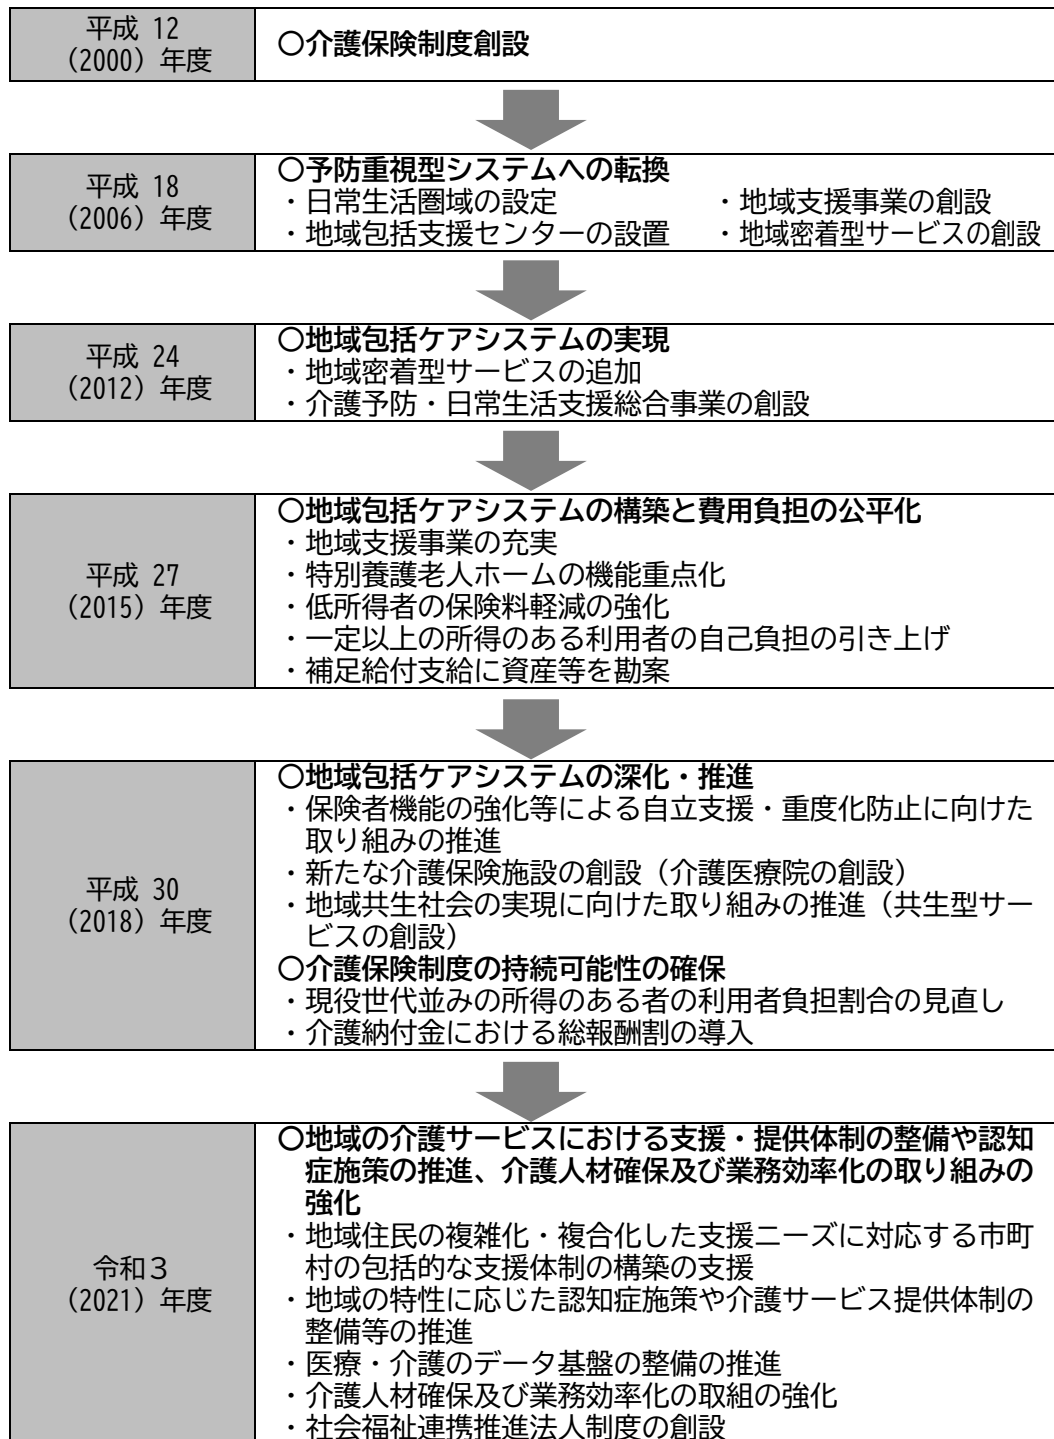 平成 12
（2000）年度
〇介護保険制度創設
平成 18
（2006）年度
〇予防重視型システムへの転換
・日常生活圏域の設定 ・地域支援事業の創設
・地域包括支援センターの設置 ・地域密着型サービスの創設
平成 24
（2012）年度
〇地域包括ケアシステムの実現
・地域密着型サービスの追加
・介護予防・日常生活支援総合事業の創設
平成 27
（2015）年度
〇地域包括ケアシステムの構築と費用負担の公平化
・地域支援事業の充実
・特別養護老人ホームの機能重点化
・低所得者の保険料軽減の強化
・一定以上の所得のある利用者の自己負担の引き上げ
・補足給付支給に資産等を勘案
平成 30
（2018）年度
〇地域包括ケアシステムの深化・推進
・保険者機能の強化等による自立支援・重度化防止に向けた
取り組みの推進
・新たな介護保険施設の創設（介護医療院の創設）
・地域共生社会の実現に向けた取り組みの推進（共生型サー
ビスの創設）
〇介護保険制度の持続可能性の確保
・現役世代並みの所得のある者の利用者負担割合の見直し
・介護納付金における総報酬割の導入
令和３
（2021）年度
〇地域の介護サービスにおける支援・提供体制の整備や認知
症施策の推進、介護人材確保及び業務効率化の取り組みの
強化
・地域住民の複雑化・複合化した支援ニーズに対応する市町
村の包括的な支援体制の構築の支援
・地域の特性に応じた認知症施策や介護サービス提供体制の
整備等の推進
・医療・介護のデータ基盤の整備の推進
・介護人材確保及び業務効率化の取組の強化
・社会福祉連携推進法人制度の創設